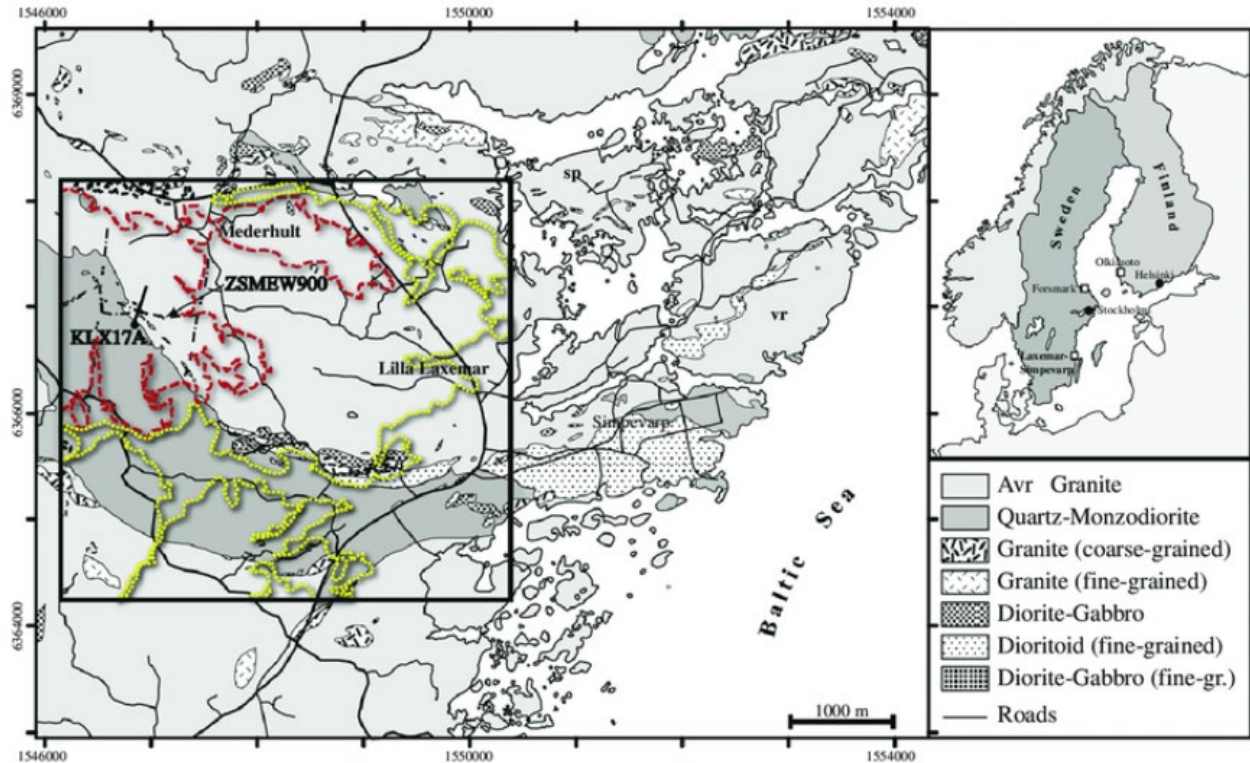 1546000
1550000
1554000
6369000
6366000
6364000
sp
Mederhult
ZSMEW900
KLX17A
vr
Lilla Laxemar
Simpevarp
Baltic Sea
1000 m
1546000
1550000
1554000
Sweden
Finland
Olkiluoto
Helsinki
Forsmark
Stockholm
Laxemar-
Simpevarp
Avr Granite
Quartz-Monzodiorite
Granite (coarse-grained)
Granite (fine-grained)
Diorite-Gabbro
Dioritoid (fine-grained)
Diorite-Gabbro (fine-gr.)
Roads